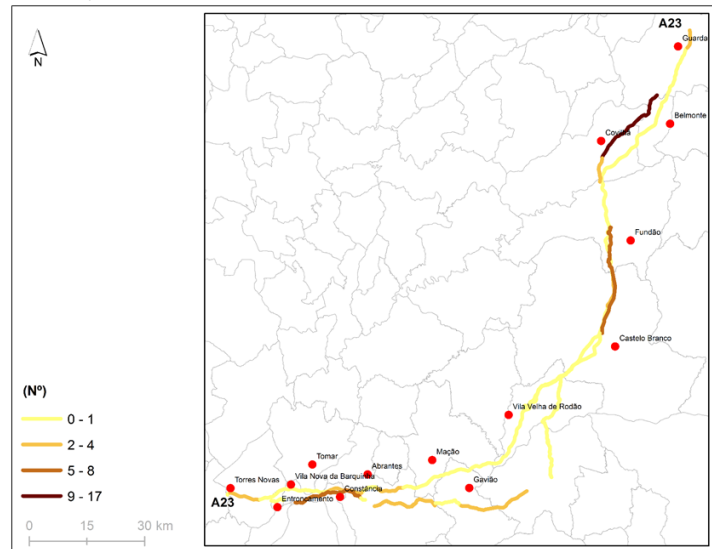 A23
Guarda
N
Belmonte
Covilhã
Fundão
Castelo Branco
(Nº)
0 - 1
2 - 4
5 - 8
9 - 17
Vila Velha de Rodão
Tomar
Mação
Abrantes
Torres Novas
Vila Nova da Barquinha
Gavião
Constância
Entroncamento
A23
0 15 30 km